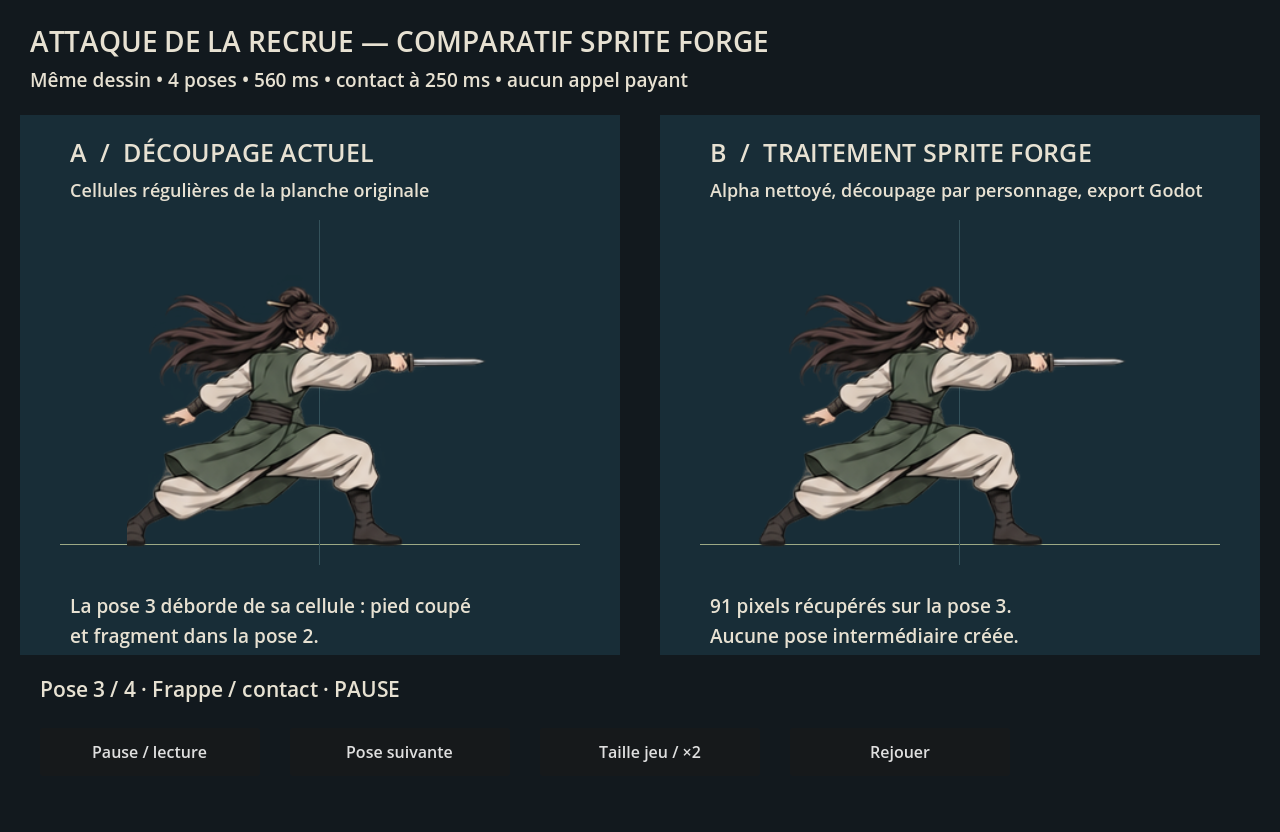 ATTAQUE DE LA RECRUE — COMPARATIF SPRITE FORGE
Même dessin • 4 poses • 560 ms • contact à 250 ms • aucun appel payant
A / DÉCOUPAGE ACTUEL
Cellules régulières de la planche originale
La pose 3 déborde de sa cellule : pied coupé
et fragment dans la pose 2.
B / TRAITEMENT SPRITE FORGE
Alpha nettoyé, découpage par personnage, export Godot
91 pixels récupérés sur la pose 3.
Aucune pose intermédiaire créée.
Pose 3 / 4 · Frappe / contact · PAUSE
Pause / lecture
Pose suivante
Taille jeu / ×2
Rejouer